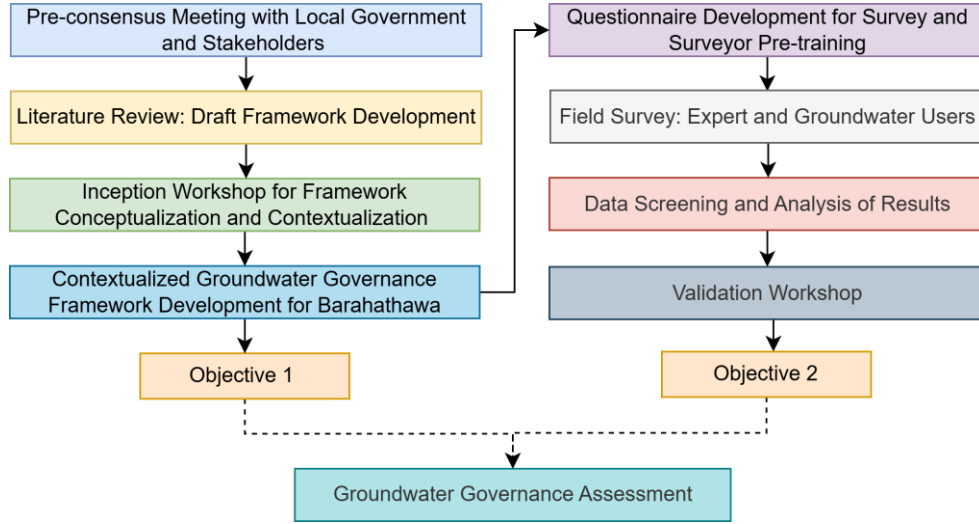 Pre-consensus Meeting with Local Government
and Stakeholders
Literature Review: Draft Framework Development
Inception Workshop for Framework
Conceptualization and Contextualization
Contextualized Groundwater Governance
Framework Development for Barahathawa
Objective 1
Questionnaire Development for Survey and
Surveyor Pre-training
Field Survey: Expert and Groundwater Users
Data Screening and Analysis of Results
Validation Workshop
Objective 2
Groundwater Governance Assessment